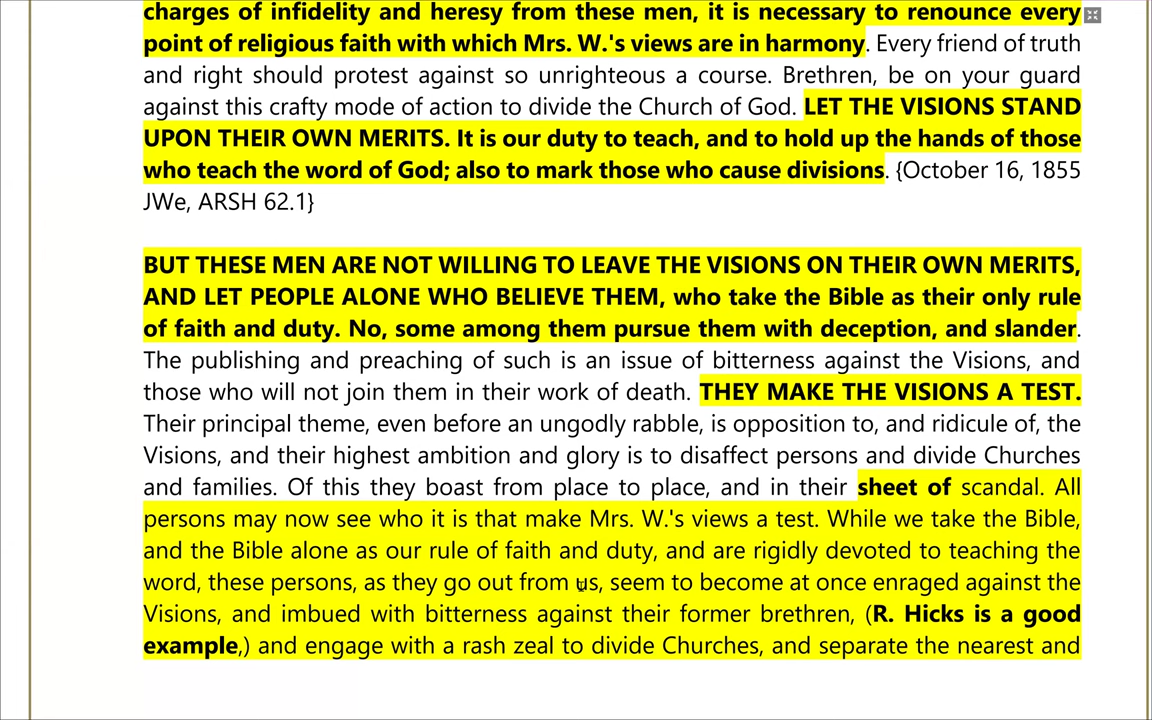 charges of infidelity and heresy from these men, it is necessary to renounce every
point of religious faith with which Mrs. W.'s views are in harmony. Every friend of truth
and right should protest against so unrighteous a course. Brethren, be on your guard
against this crafty mode of action to divide the Church of God. LET THE VISIONS STAND
UPON THEIR OWN MERITS. It is our duty to teach, and to hold up the hands of those
who teach the word of God; also to mark those who cause divisions. {October 16, 1855
JWe, ARSH 62.1}
BUT THESE MEN ARE NOT WILLING TO LEAVE THE VISIONS ON THEIR OWN MERITS,
AND LET PEOPLE ALONE WHO BELIEVE THEM, who take the Bible as their only rule
of faith and duty. No, some among them pursue them with deception, and slander.
The publishing and preaching of such is an issue of bitterness against the Visions, and
those who will not join them in their work of death. THEY MAKE THE VISIONS A TEST.
Their principal theme, even before an ungodly rabble, is opposition to, and ridicule of, the
Visions, and their highest ambition and glory is to disaffect persons and divide Churches
and families. Of this they boast from place to place, and in their sheet of scandal. All
persons may now see who it is that make Mrs. W.'s views a test. While we take the Bible,
and the Bible alone as our rule of faith and duty, and are rigidly devoted to teaching the
word, these persons, as they go out from us, seem to become at once enraged against the
Visions, and imbued with bitterness against their former brethren, (R. Hicks is a good
example,) and engage with a rash zeal to divide Churches, and separate the nearest and